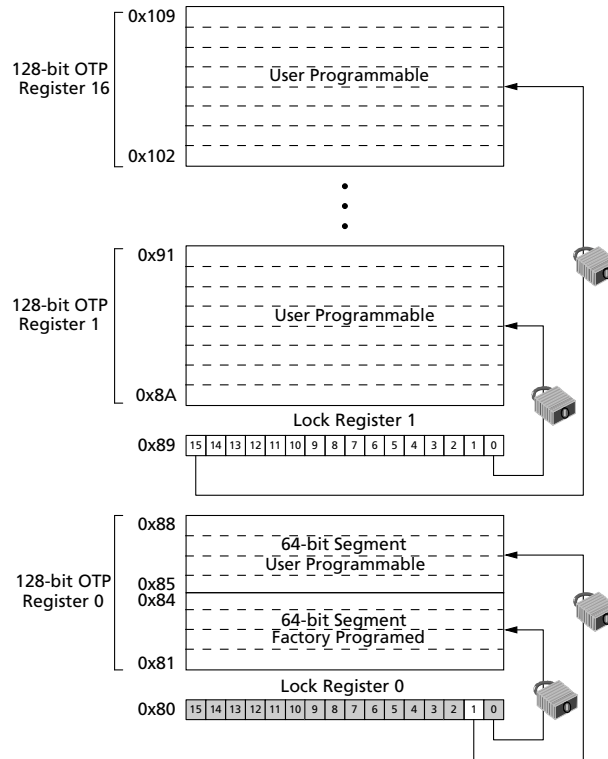 0x109
128-bit OTP
Register 16
User Programmable
0x102
0x91
128-bit OTP
Register 1
User Programmable
0x8A
Lock Register 1
0x89
15 14 13 12 11 10 9 8 7 6 5 4 3 2 1 0
0x88
64-bit Segment
User Programmable
128-bit OTP
Register 0
0x85
0x84
64-bit Segment
Factory Programed
0x81
Lock Register 0
0x80
15 14 13 12 11 10 9 8 7 6 5 4 3 2 1 0